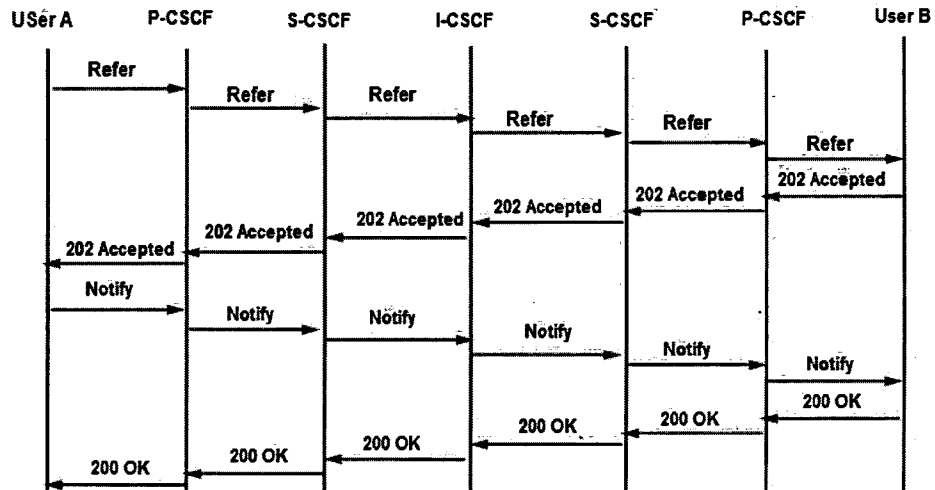 USer A P-CSCF S-CSCF I-CSCF S-CSCF P-CSCF User B
Refer
Refer
Refer
Refer
Refer
Refer
202 Accepted
202 Accepted
202 Accepted
202 Accepted
202 Accepted
202 Accepted
Notify
Notify
Notify
Notify
Notify
Notify
200 OK
200 OK
200 OK
200 OK
200 OK
200 OK